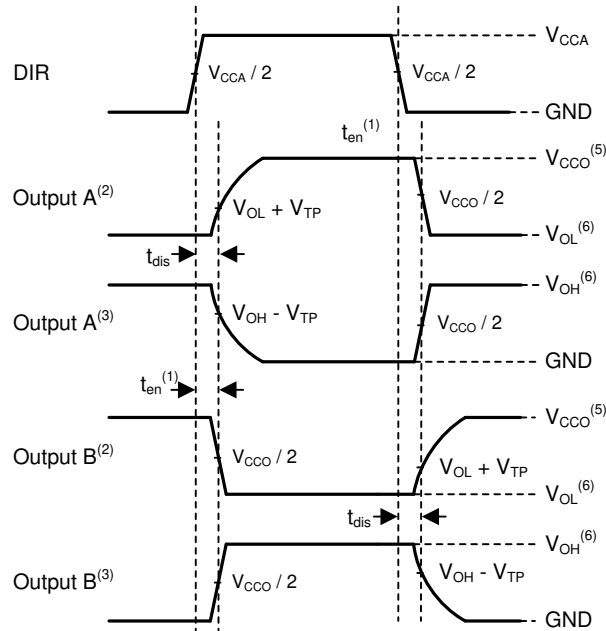 V_CCA
DIR
V_CCA / 2
V_CCA / 2
GND
t_en^(1)
V_CCO^(5)
Output A^(2)
V_OL + V_TP
V_CCO / 2
V_OL^(6)
t_dis
V_OH^(6)
Output A^(3)
V_OH - V_TP
V_CCO / 2
GND
t_en^(1)
V_CCO^(5)
Output B^(2)
V_CCO / 2
V_OL + V_TP
V_OL^(6)
t_dis
V_OH^(6)
Output B^(3)
V_CCO / 2
V_OH - V_TP
GND